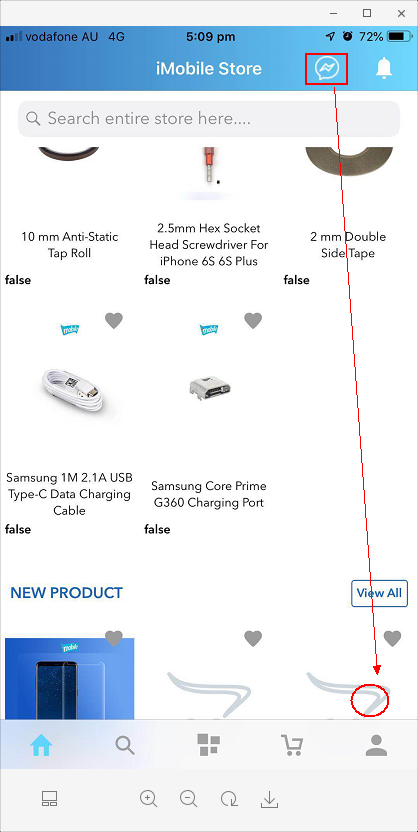 vodafone AU 4G 5:09 pm 72%
iMobile Store
Search entire store here....
10 mm Anti-Static
Tap Roll
false
2.5mm Hex Socket
Head Screwdriver For
iPhone 6S 6S Plus
false
2 mm Double
Side Tape
false
mobile
Samsung 1M 2.1A USB
Type-C Data Charging
Cable
false
mobile
Samsung Core Prime
G360 Charging Port
false
NEW PRODUCT
View All
mobile